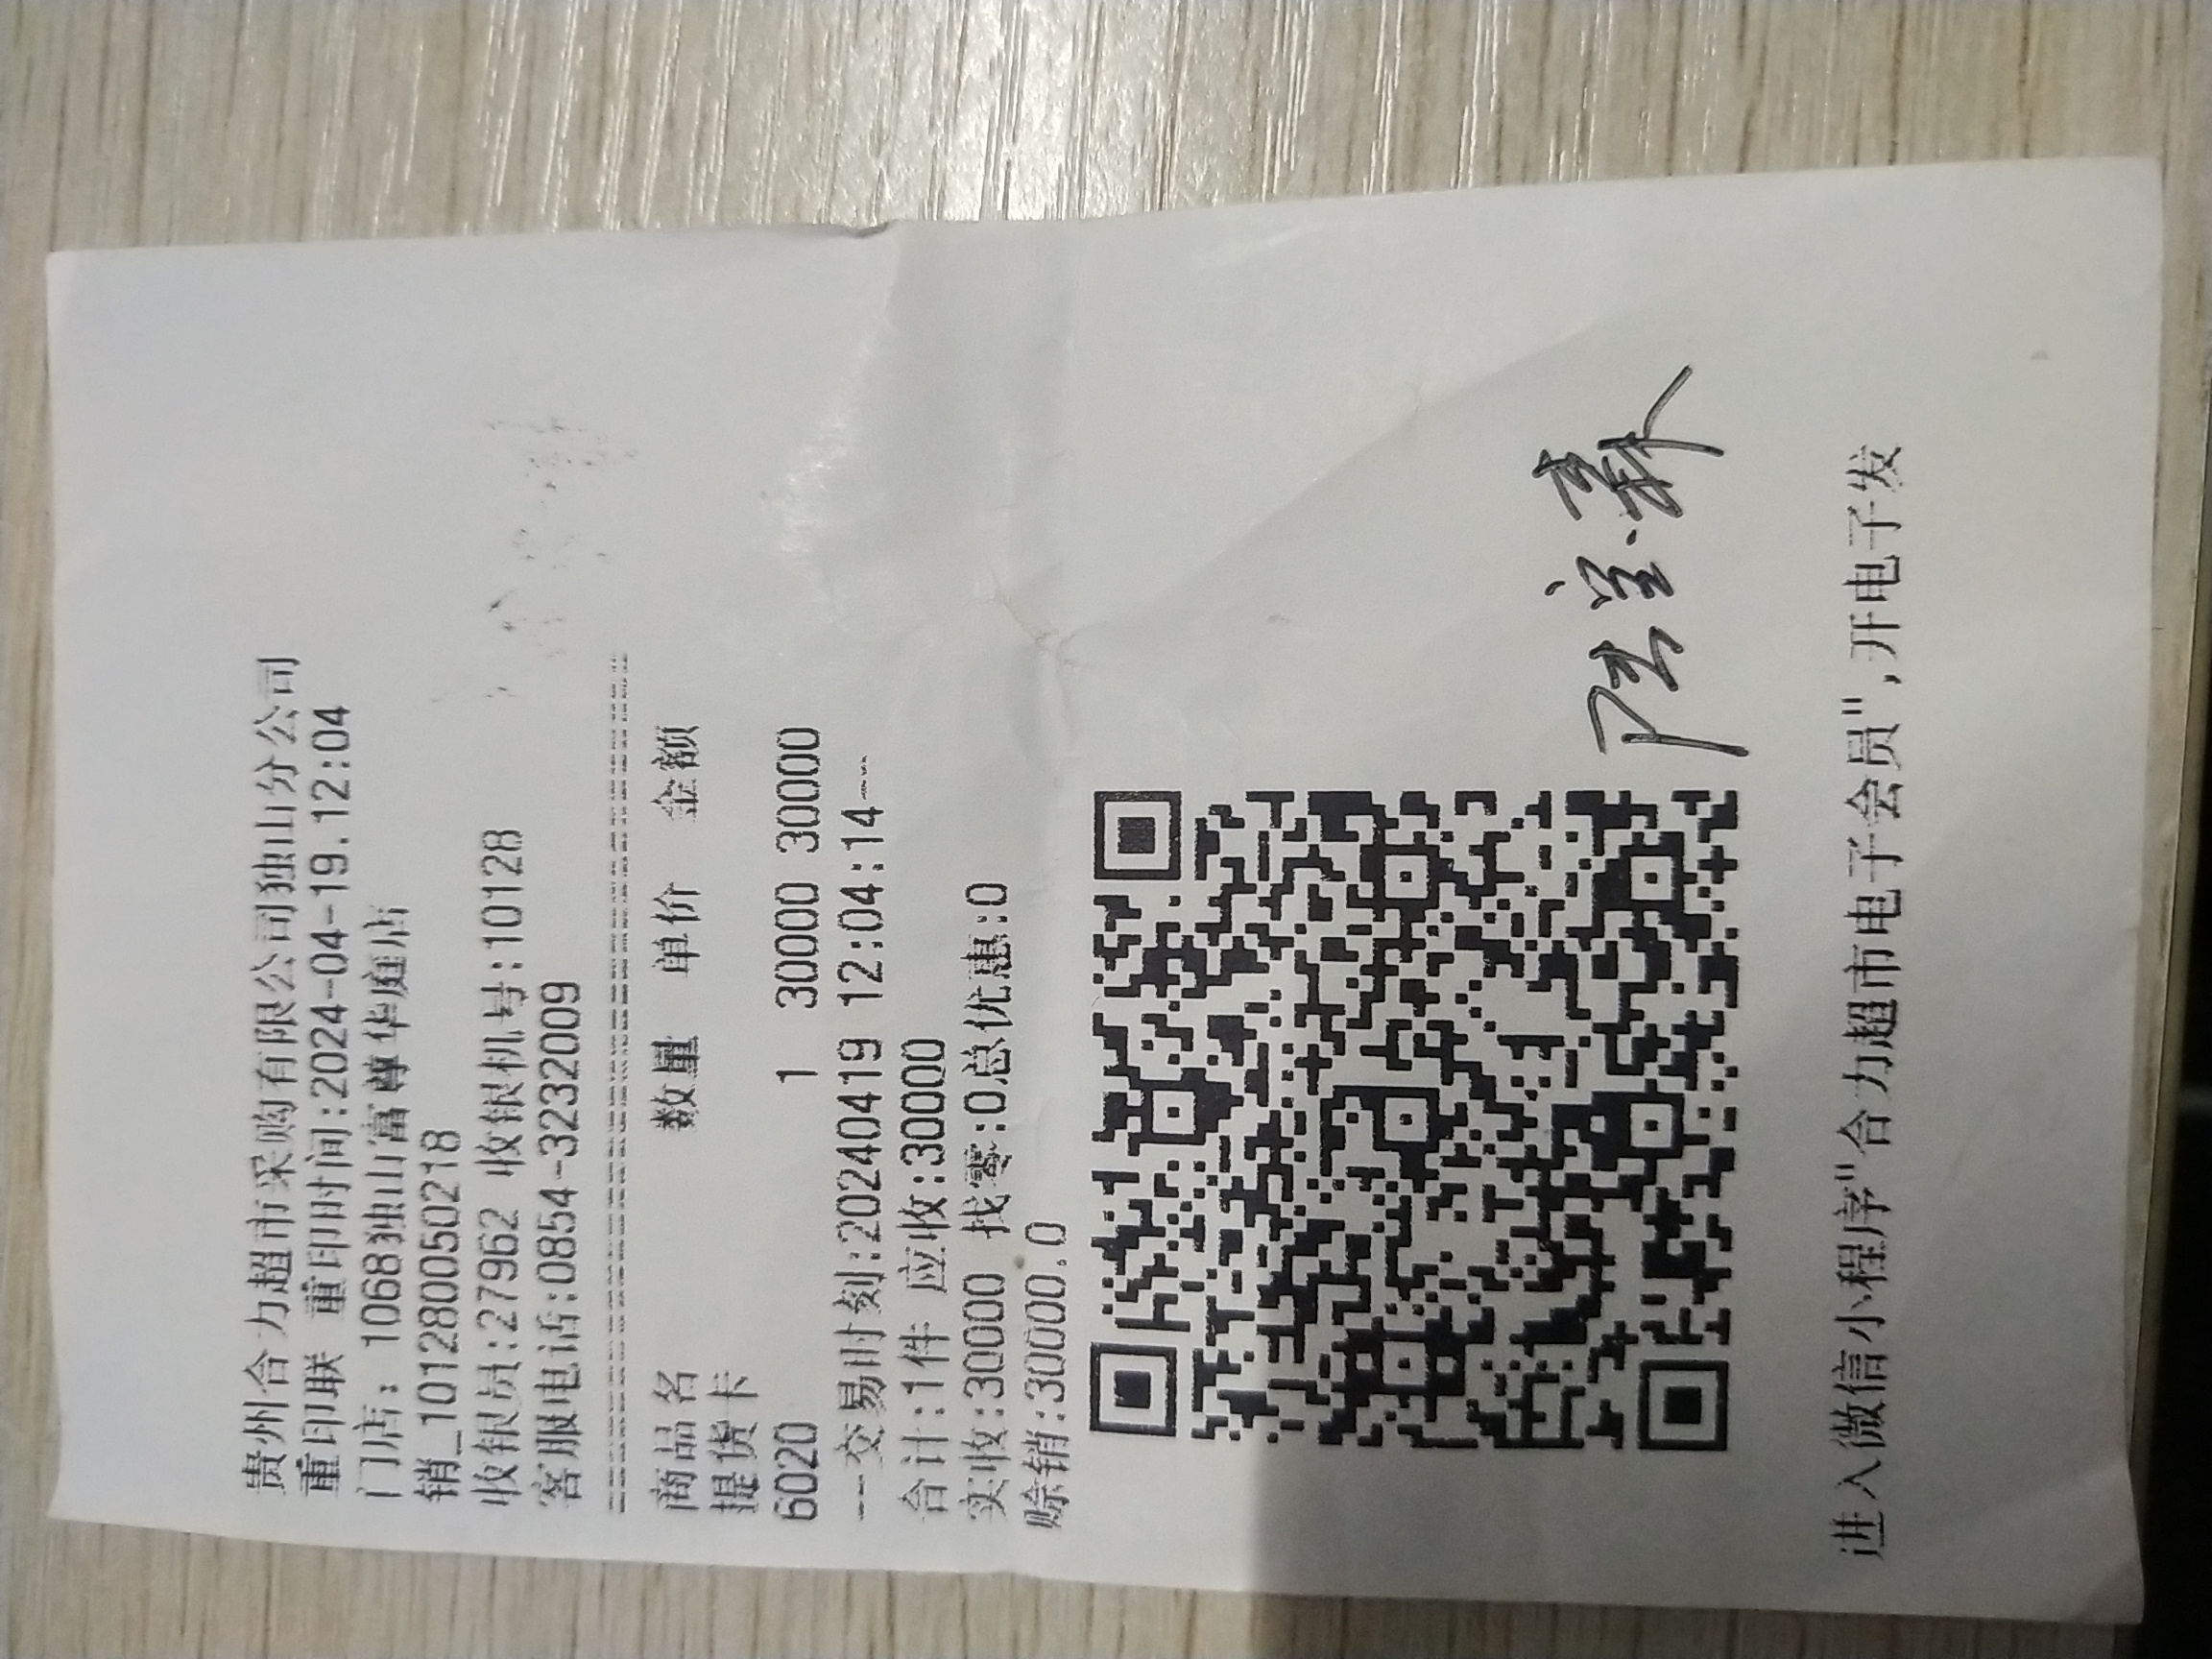 贵州合力超市采购有限公司独山分公司
重印联 重印时间:2024-04-19.12:04
门店: 1068独山富尊华庭店
销_101280050218
收银员:27962 收银机号:10128
客服电话:0854-3232009
商品名 数量 单价 金额
提货卡
6020 1 30000 30000
--交易时刻:20240419 12:04:14--
合计:1件 应收:30000
实收:30000 找零:0总优惠:0
赊销:30000.0
进入微信小程序"合力超市电子会员",开电子发